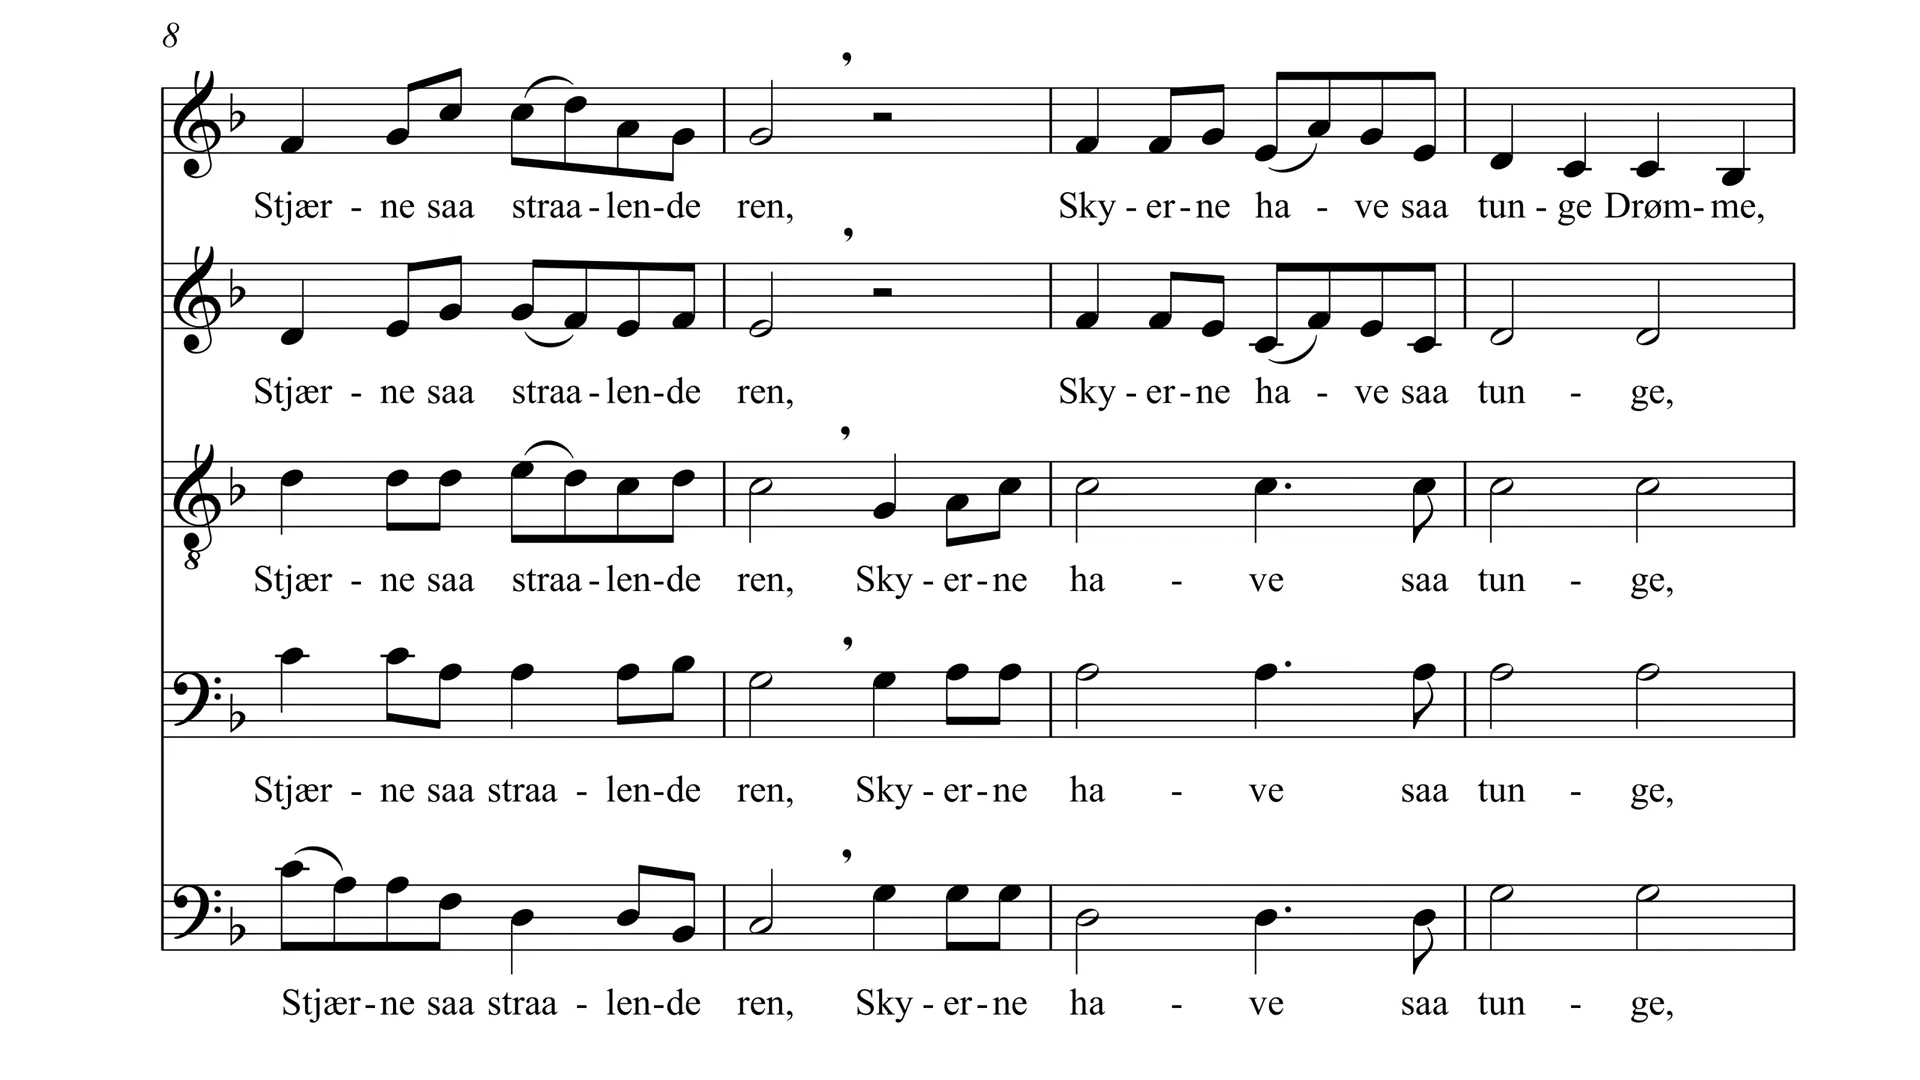 8
Stjær - ne saa straa - len - de ren, Sky - er - ne ha - ve saa tun - ge Drøm - me,
Stjær - ne saa straa - len - de ren, Sky - er - ne ha - ve saa tun - ge,
8
Stjær - ne saa straa - len - de ren, Sky - er - ne ha - ve saa tun - ge,
Stjær - ne saa straa - len - de ren, Sky - er - ne ha - ve saa tun - ge,
Stjær - ne saa straa - len - de ren, Sky - er - ne ha - ve saa tun - ge,